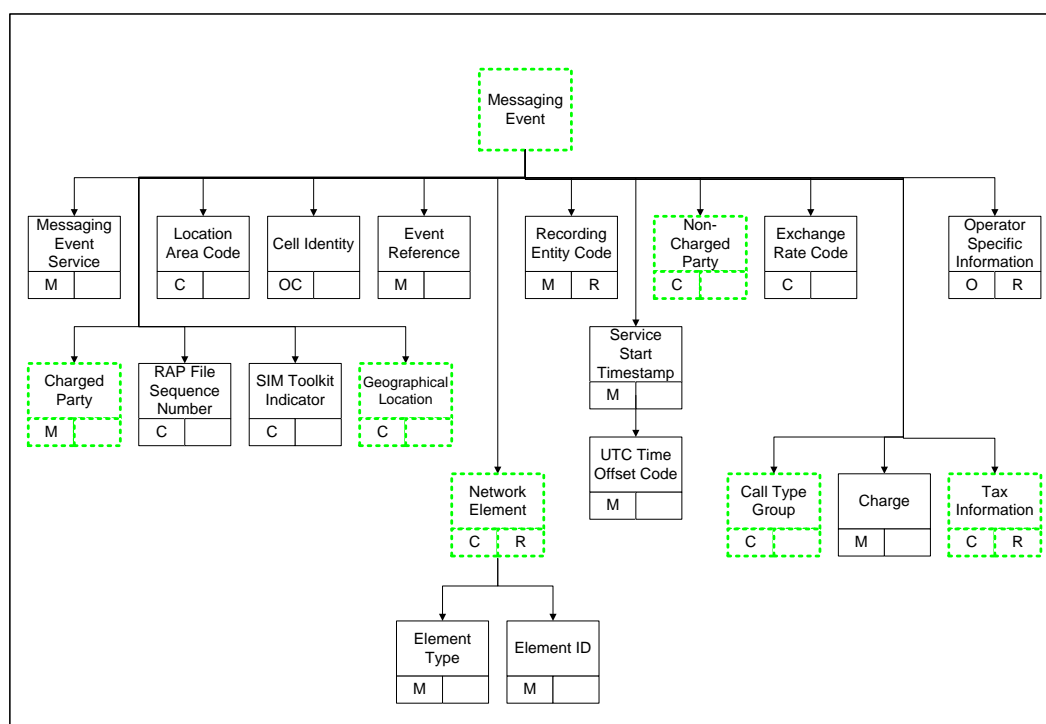 Messaging
Event
Messaging
Event
Service
M
Location
Area Code
C
Cell Identity
OC
Event
Reference
M
Recording
Entity Code
M R
Non-
Charged
Party
C
Exchange
Rate Code
C
Operator
Specific
Information
O R
Charged
Party
M
RAP File
Sequence
Number
C
SIM Toolkit
Indicator
C
Geographical
Location
C
Service
Start
Timestamp
M
UTC Time
Offset Code
M
Network
Element
C R
Call Type
Group
C
Charge
M
Tax
Information
C R
Element
Type
M
Element ID
M